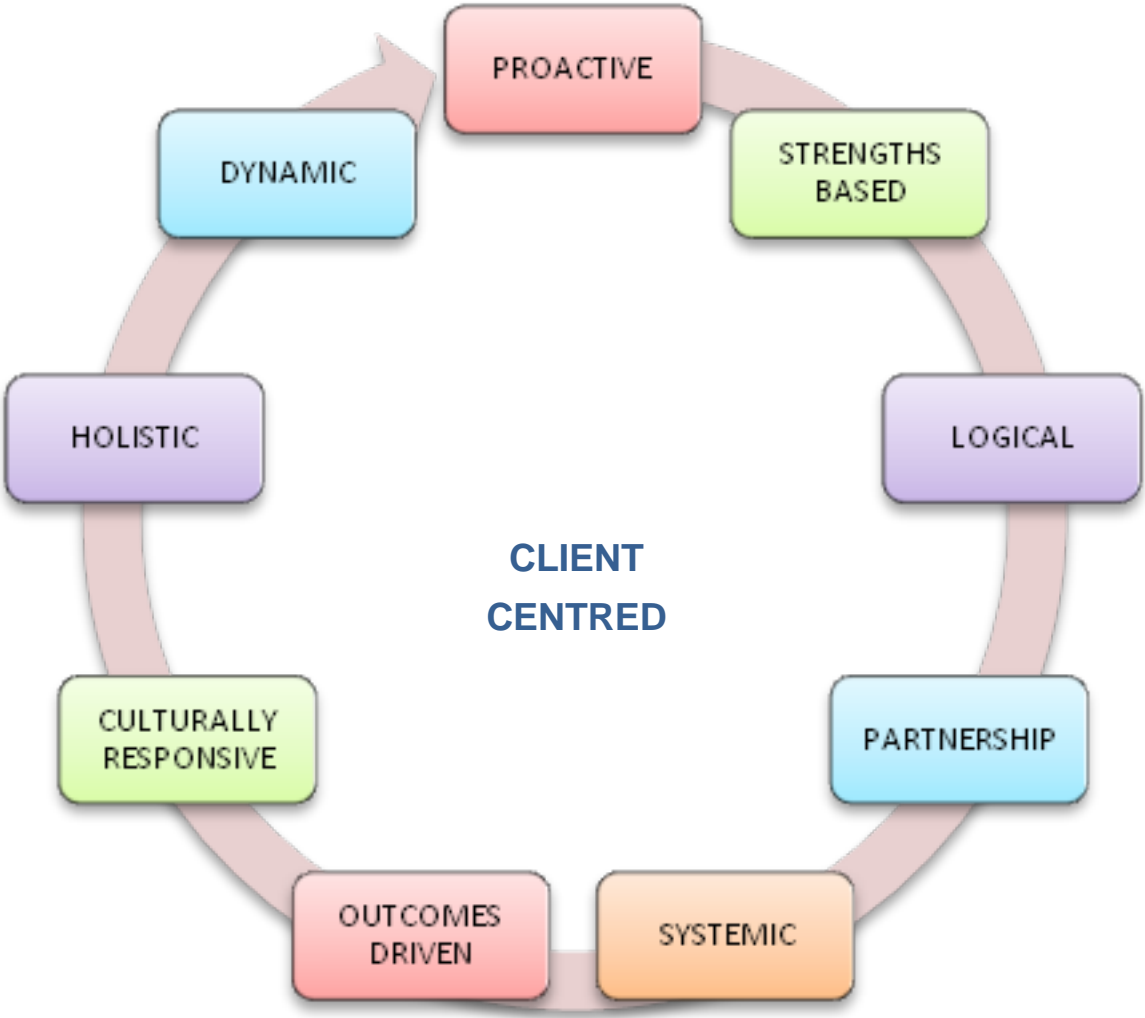 PROACTIVE
STRENGTHS
BASED
LOGICAL
PARTNERSHIP
SYSTEMIC
OUTCOMES
DRIVEN
CULTURALLY
RESPONSIVE
HOLISTIC
DYNAMIC
CLIENT
CENTRED